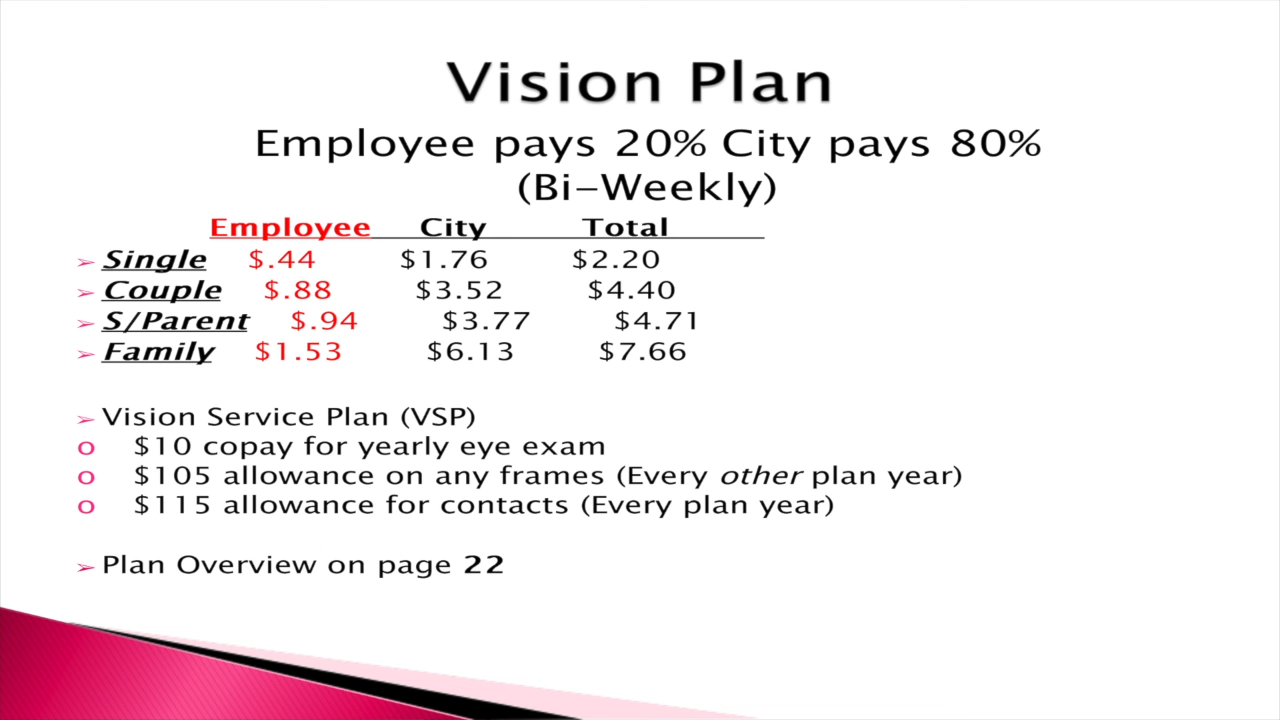 Vision Plan
Employee pays 20% City pays 80%
(Bi-Weekly)
Employee City Total
➢ Single $.44 $1.76 $2.20
➢ Couple $.88 $3.52 $4.40
➢ S/Parent $.94 $3.77 $4.71
➢ Family $1.53 $6.13 $7.66
➢ Vision Service Plan (VSP)
o $10 copay for yearly eye exam
o $105 allowance on any frames (Every other plan year)
o $115 allowance for contacts (Every plan year)
➢ Plan Overview on page 22